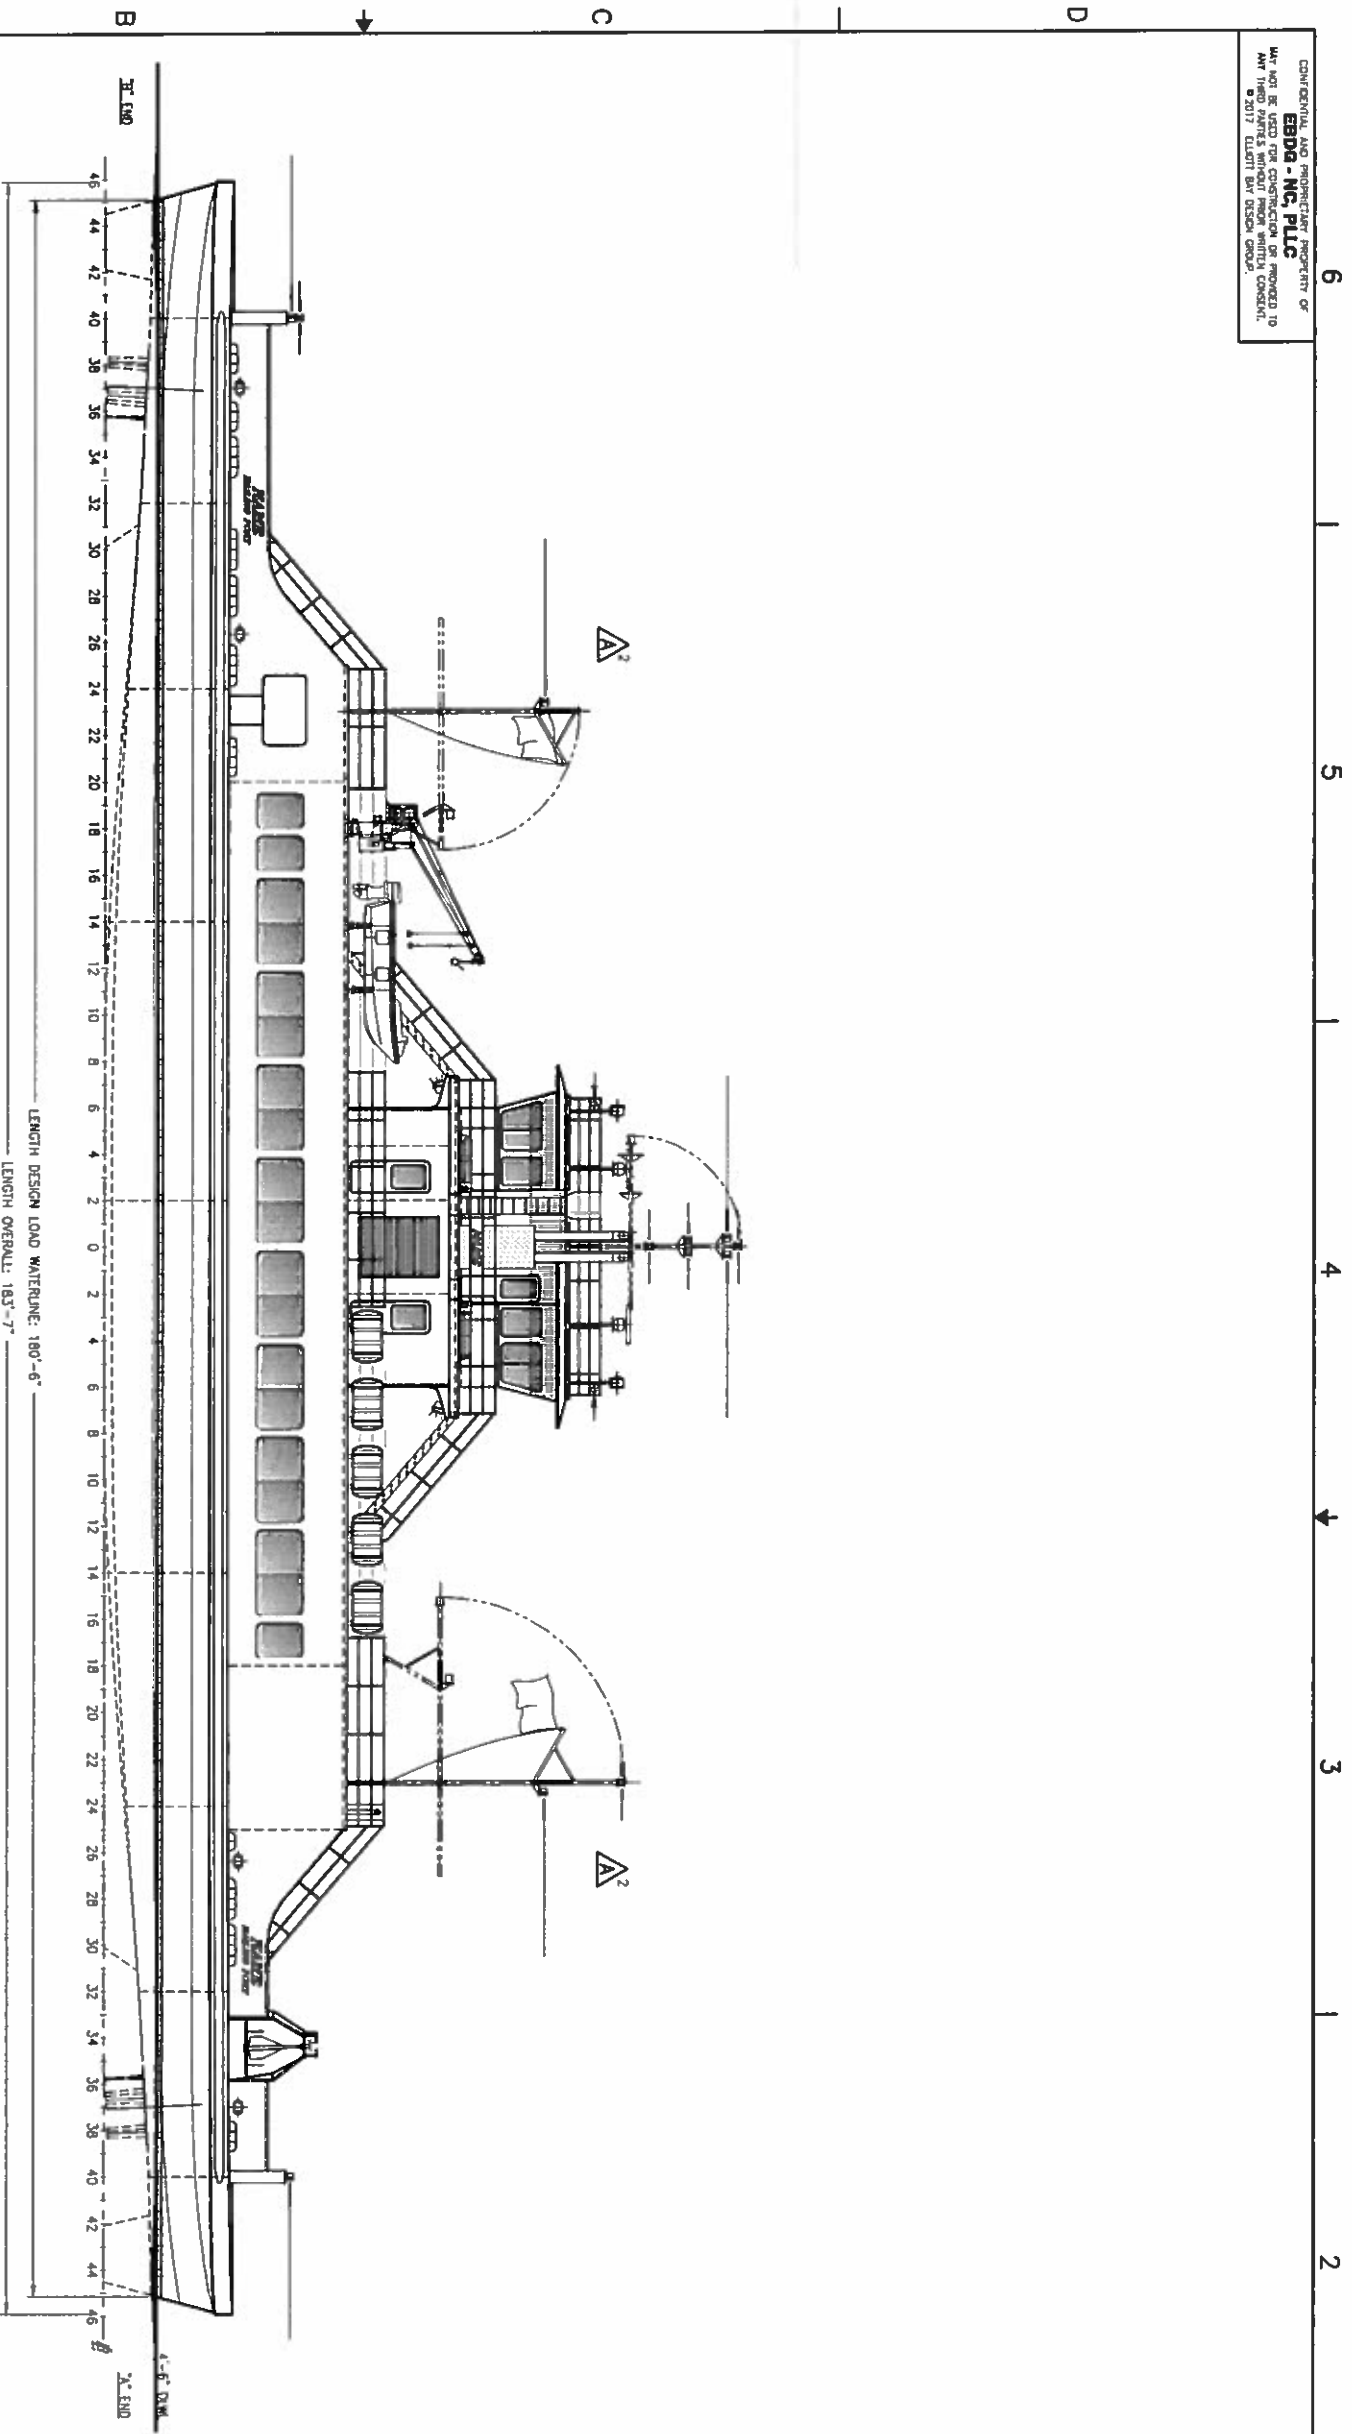 CONFIDENTIAL AND PROPRIETARY PROPERTY OF
EBDG - NC, PLLC
MAY NOT BE USED FOR CONSTRUCTION OR PROVIDED TO
ANY THIRD PARTIES WITHOUT PRIOR WRITTEN CONSENT.
© 2017 ELLIOTT BAY DESIGN GROUP.
6
5
4
3
2
D
C
B
A 2
A 2
NAME
NAME
"B" END
4'-6" DLWL
"A" END
46 44 42 40 38 36 34 32 30 28 26 24 22 20 18 16 14 12 10 8 6 4 2 0 2 4 6 8 10 12 14 16 18 20 22 24 26 28 30 32 34 36 38 40 42 44 46
LENGTH DESIGN LOAD WATERLINE: 180'-6"
LENGTH OVERALL: 183'-7"